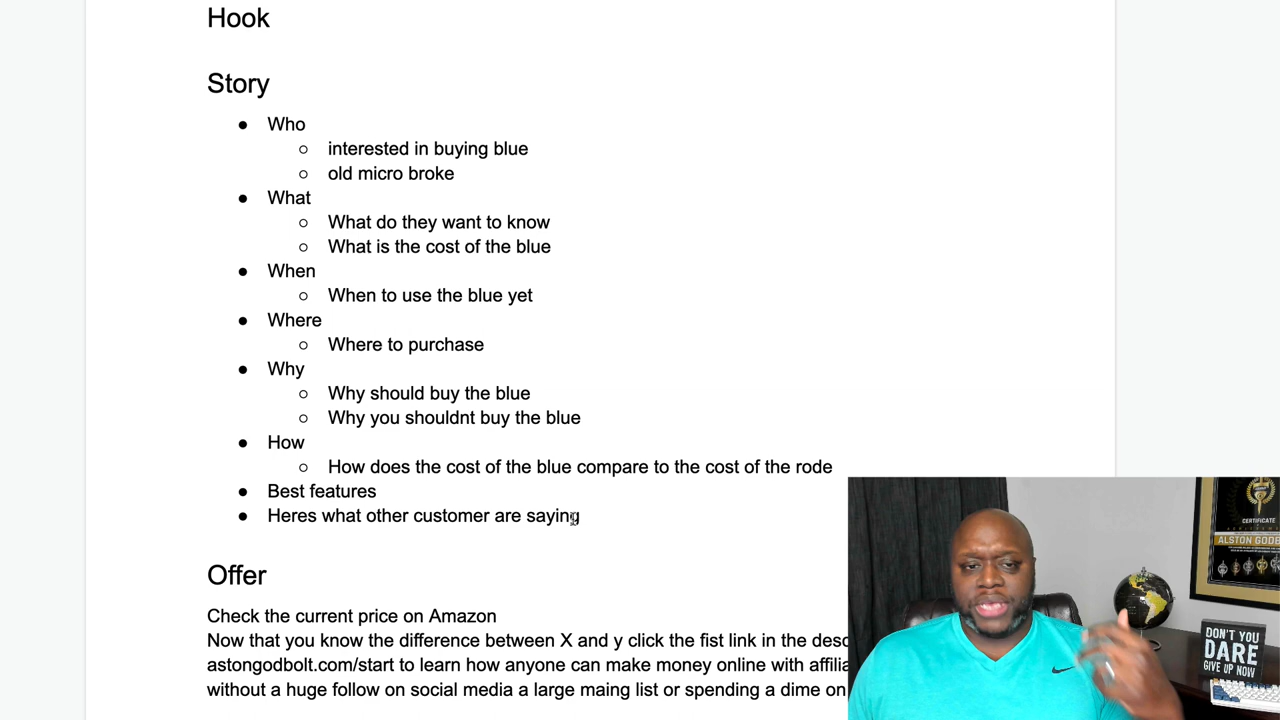 Hook
Story
● Who
○ interested in buying blue
○ old micro broke
● What
○ What do they want to know
○ What is the cost of the blue
● When
○ When to use the blue yet
● Where
○ Where to purchase
● Why
○ Why should buy the blue
○ Why you shouldnt buy the blue
● How
○ How does the cost of the blue compare to the cost of the rode
● Best features
● Heres what other customer are saying
Offer
Check the current price on Amazon
Now that you know the difference between X and y click the fist link in the desc
astongodbolt.com/start to learn how anyone can make money online with affilia
without a huge follow on social media a large maing list or spending a dime on
CERTIFICATE
ALSTON GODB
DON'T YOU
DARE
GIVE UP NOW